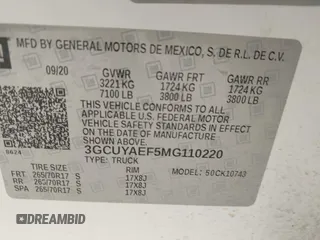 GM MFD BY GENERAL MOTORS DE MEXICO, S. DE R.L. DE C.V.
09/20 GVWR GAWR FRT GAWR RR
3221 KG 1724 KG 1724 KG
7100 LB 3800 LB 3800 LB
THIS VEHICLE CONFORMS TO ALL
APPLICABLE U.S. FEDERAL MOTOR
VEHICLE SAFETY STANDARDS IN EFFECT ON
THE DATE OF MANUFACTURE SHOWN ABOVE.
3GCUYAEF5MG110220
TYPE: TRUCK
0624
TIRE SIZE RIM 50CK10743
FRT 265/70R17 S 17X8J
RR 265/70R17 S 17X8J
SPA 265/70R17 S 17X8J
DREAMBID